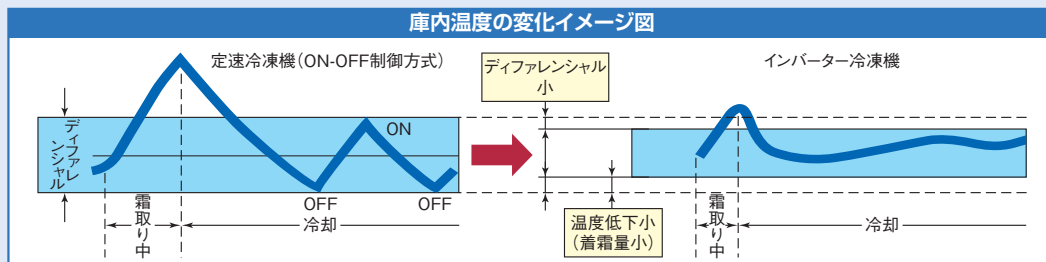 庫内温度の変化イメージ図
定速冷凍機(ON-OFF制御方式)
ディファレンシャル
ON
OFF
OFF
霜取り中
冷却
ディファレンシャル
小
温度低下小
(着霜量小)
インバーター冷凍機
霜取り中
冷却